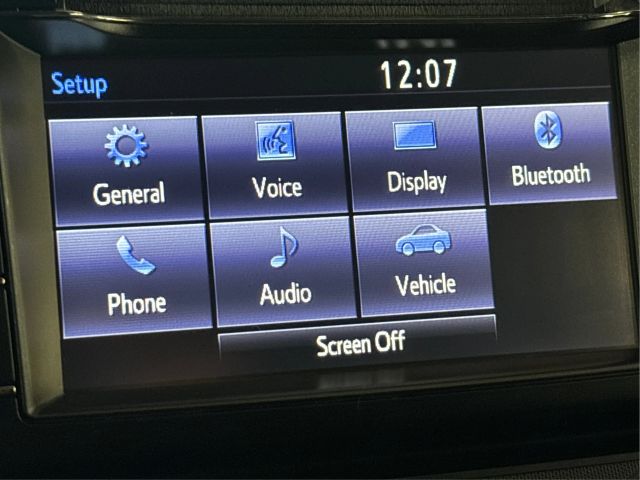 Setup
12:07
General
Voice
Display
Bluetooth
Phone
Audio
Vehicle
Screen Off